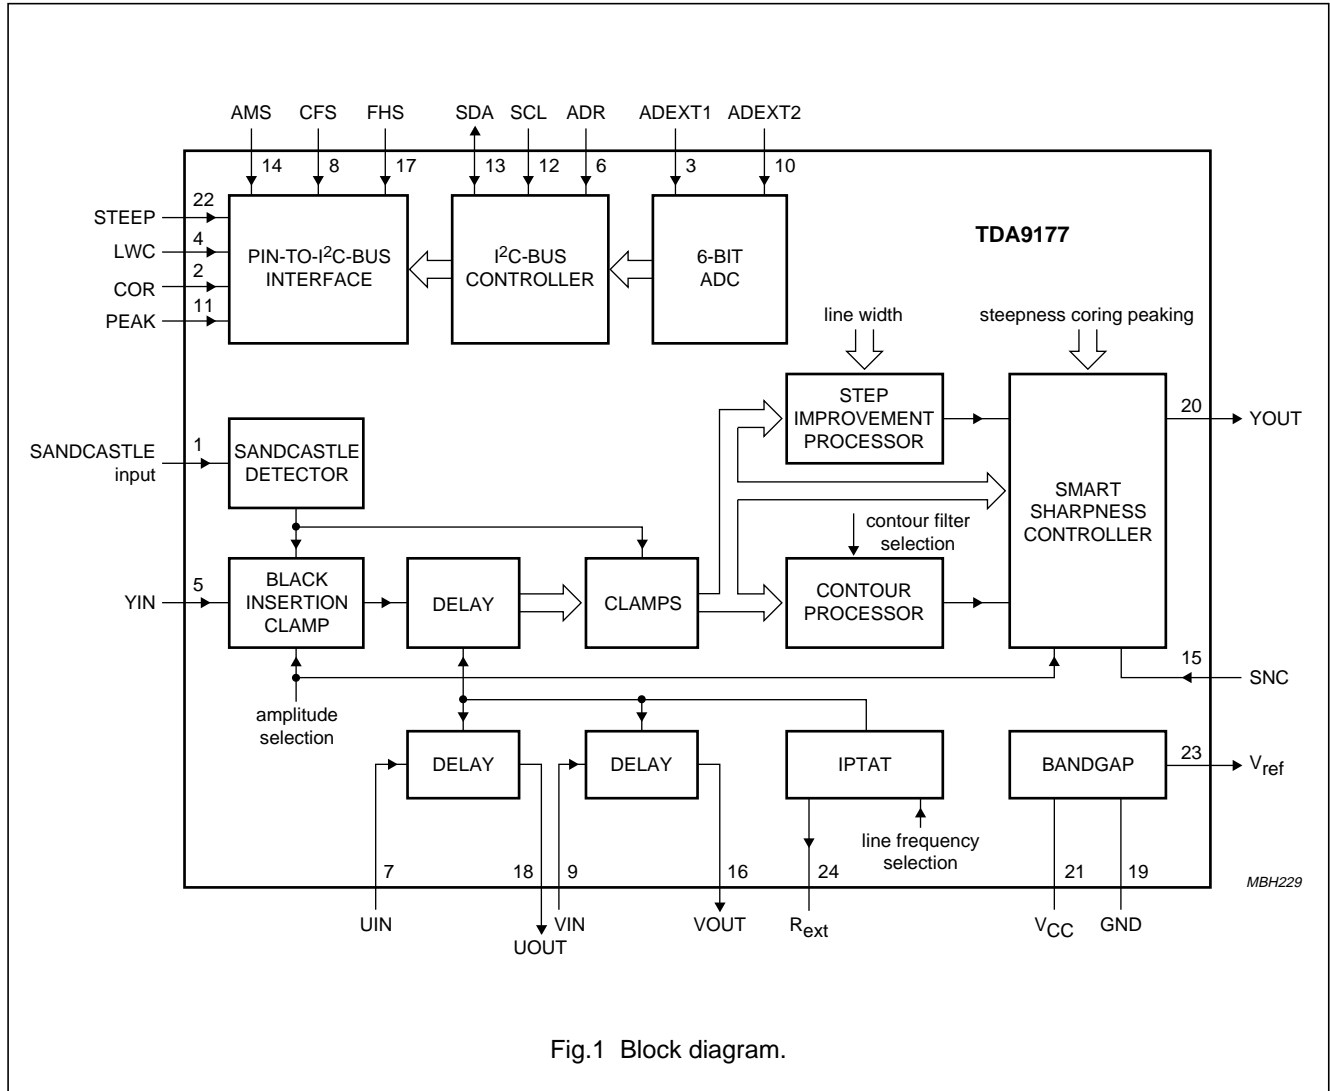 AMS CFS FHS SDA SCL ADR ADEXT1 ADEXT2
14 8 17 13 12 6 3 10
STEEP 22
LWC 4
COR 2
PEAK 11
PIN-TO-I²C-BUS
INTERFACE
I²C-BUS
CONTROLLER
6-BIT
ADC
TDA9177
line width
steepness coring peaking
STEP
IMPROVEMENT
PROCESSOR
20 YOUT
SANDCASTLE
input
1
SANDCASTLE
DETECTOR
SMART
SHARPNESS
CONTROLLER
contour filter
selection
YIN 5
BLACK
INSERTION
CLAMP
DELAY
CLAMPS
CONTOUR
PROCESSOR
15 SNC
amplitude
selection
DELAY
DELAY
IPTAT
BANDGAP
23 Vref
line frequency
selection
7 18 9 16 24 21 19
UIN UOUT VIN VOUT Rext VCC GND
MBH229
Fig.1 Block diagram.